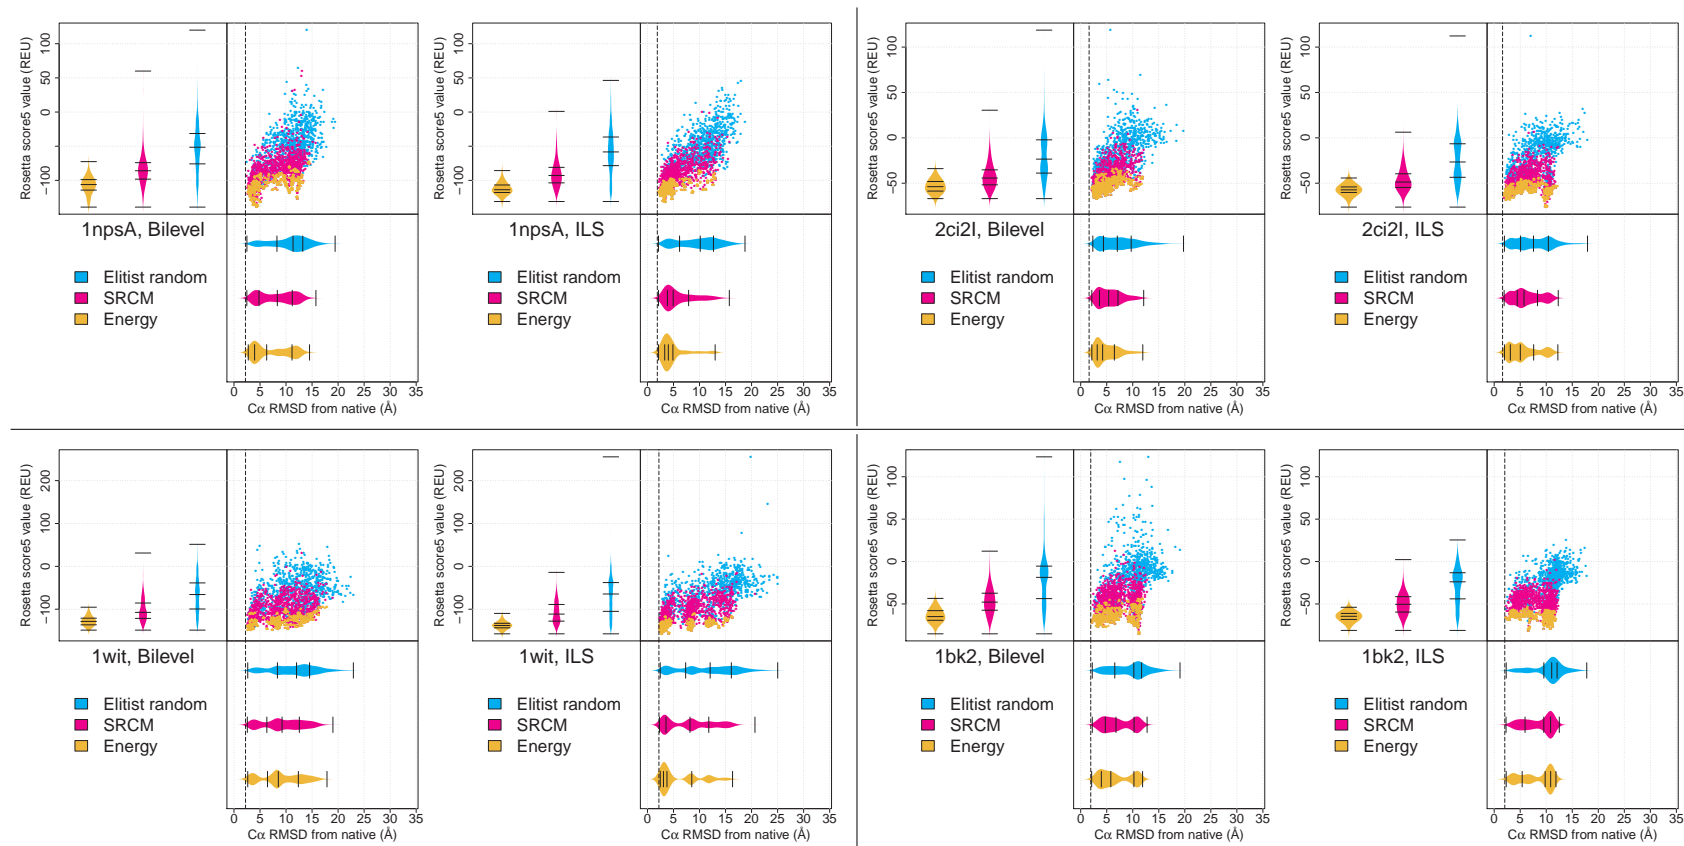 Rosetta score5 value (REU)
100
50
0
−100
1npsA, Bilevel
Elitist random
SRCM
Energy
0 5 10 15 20 25 30 35
Cα RMSD from native (Å)
Rosetta score5 value (REU)
100
50
0
−100
1npsA, ILS
Elitist random
SRCM
Energy
0 5 10 15 20 25 30 35
Cα RMSD from native (Å)
Rosetta score5 value (REU)
100
50
0
−50
2ci2I, Bilevel
Elitist random
SRCM
Energy
0 5 10 15 20 25 30 35
Cα RMSD from native (Å)
Rosetta score5 value (REU)
100
50
0
−50
2ci2I, ILS
Elitist random
SRCM
Energy
0 5 10 15 20 25 30 35
Cα RMSD from native (Å)
Rosetta score5 value (REU)
200
100
0
−100
1wit, Bilevel
Elitist random
SRCM
Energy
0 5 10 15 20 25 30 35
Cα RMSD from native (Å)
Rosetta score5 value (REU)
200
100
0
−100
1wit, ILS
Elitist random
SRCM
Energy
0 5 10 15 20 25 30 35
Cα RMSD from native (Å)
Rosetta score5 value (REU)
100
50
0
−50
1bk2, Bilevel
Elitist random
SRCM
Energy
0 5 10 15 20 25 30 35
Cα RMSD from native (Å)
Rosetta score5 value (REU)
100
50
0
−50
1bk2, ILS
Elitist random
SRCM
Energy
0 5 10 15 20 25 30 35
Cα RMSD from native (Å)